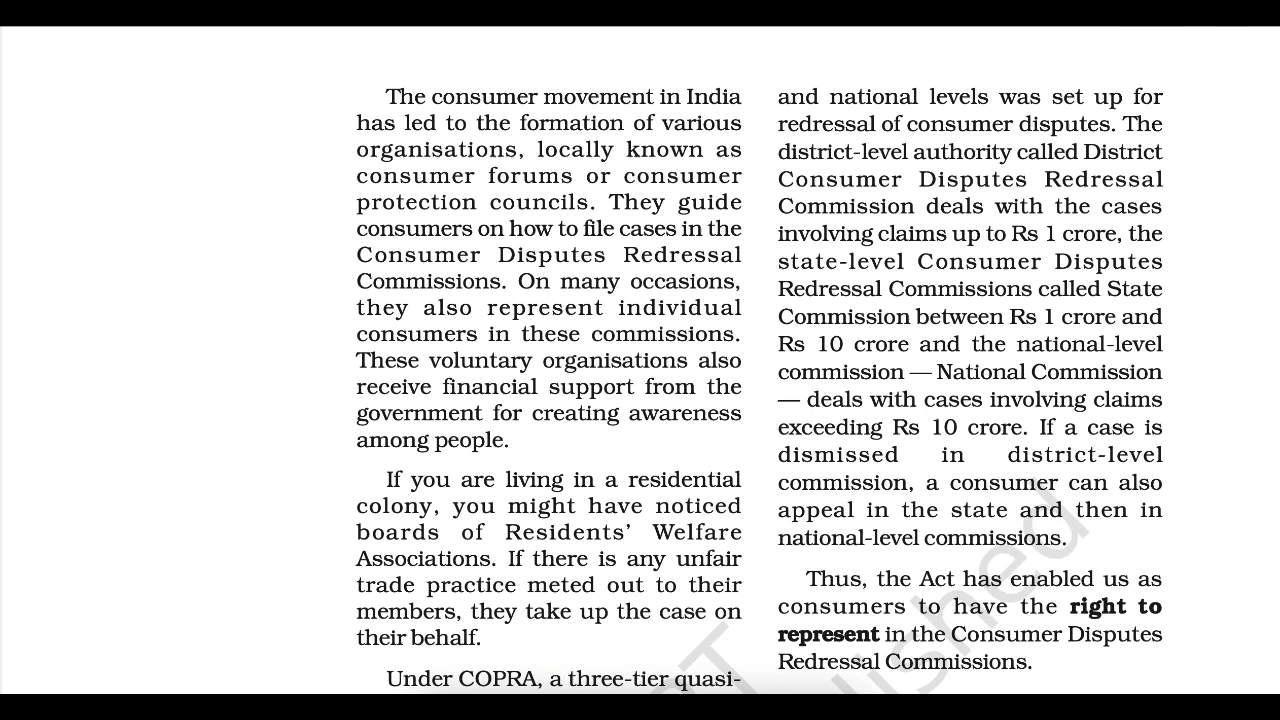 The consumer movement in India
has led to the formation of various
organisations, locally known as
consumer forums or consumer
protection councils. They guide
consumers on how to file cases in the
Consumer Disputes Redressal
Commissions. On many occasions,
they also represent individual
consumers in these commissions.
These voluntary organisations also
receive financial support from the
government for creating awareness
among people.
If you are living in a residential
colony, you might have noticed
boards of Residents’ Welfare
Associations. If there is any unfair
trade practice meted out to their
members, they take up the case on
their behalf.
Under COPRA, a three-tier quasi-
and national levels was set up for
redressal of consumer disputes. The
district-level authority called District
Consumer Disputes Redressal
Commission deals with the cases
involving claims up to Rs 1 crore, the
state-level Consumer Disputes
Redressal Commissions called State
Commission between Rs 1 crore and
Rs 10 crore and the national-level
commission — National Commission
— deals with cases involving claims
exceeding Rs 10 crore. If a case is
dismissed in district-level
commission, a consumer can also
appeal in the state and then in
national-level commissions.
Thus, the Act has enabled us as
consumers to have the right to
represent in the Consumer Disputes
Redressal Commissions.